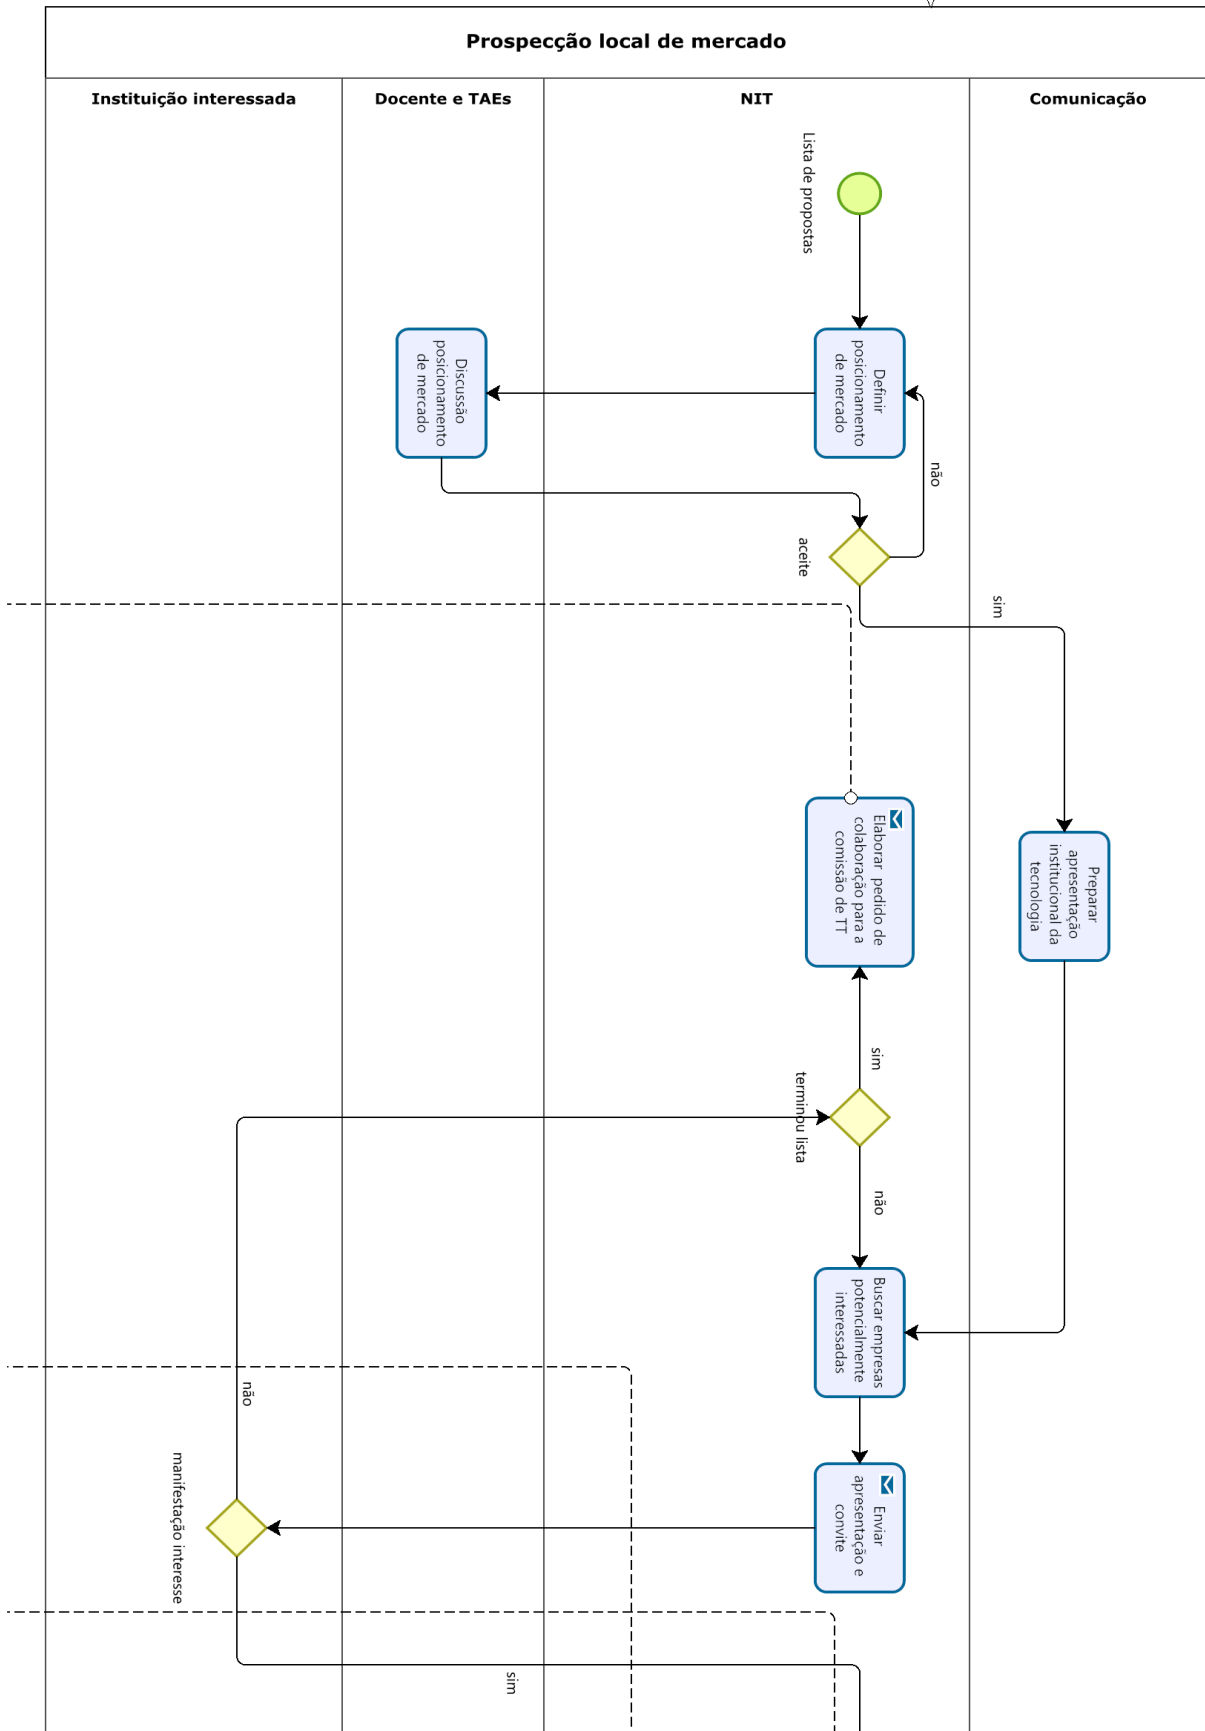 Prospecção local de mercado
Instituição interessada
Docente e TAEs
NIT
Comunicação
Lista de propostas
Definir
posicionamento
de mercado
Discussão
posicionamento
de mercado
não
aceite
sim
Elaborar pedido de
colaboração para a
comissão de TT
Preparar
apresentação
institucional da
tecnologia
sim
terminou lista
não
Buscar empresas
potencialmente
interessadas
não
manifestação interesse
Enviar
apresentação e
convite
sim